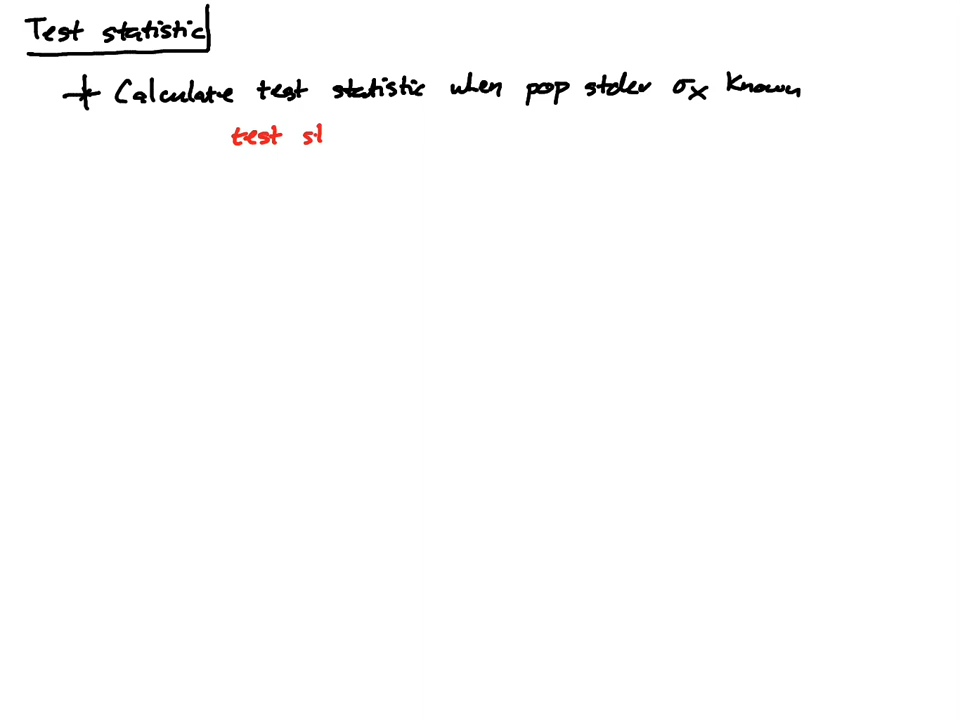 Test statistic
* Calculate test statistic when pop stdev σx known
test st